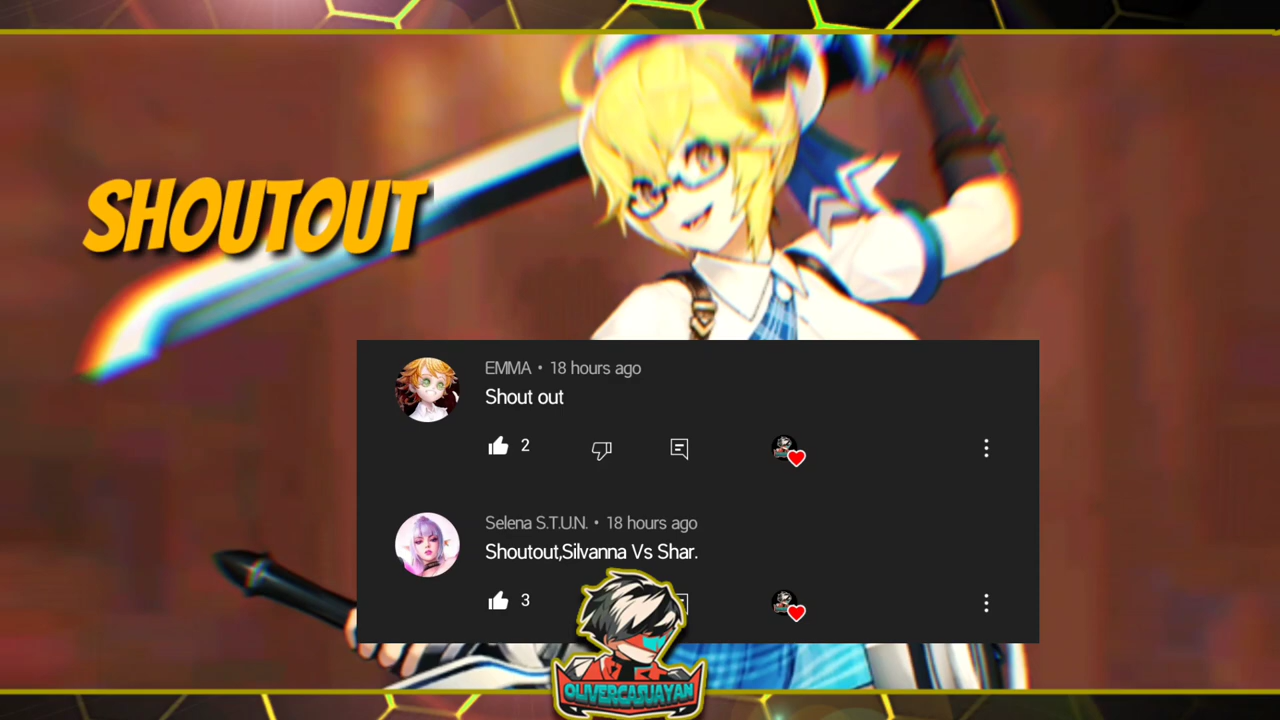 SHOUTOUT
EMMA • 18 hours ago
Shout out
2
Selena S.T.U.N. • 18 hours ago
Shoutout,Silvanna Vs Shar.
3
OLIVERCASUAYAN